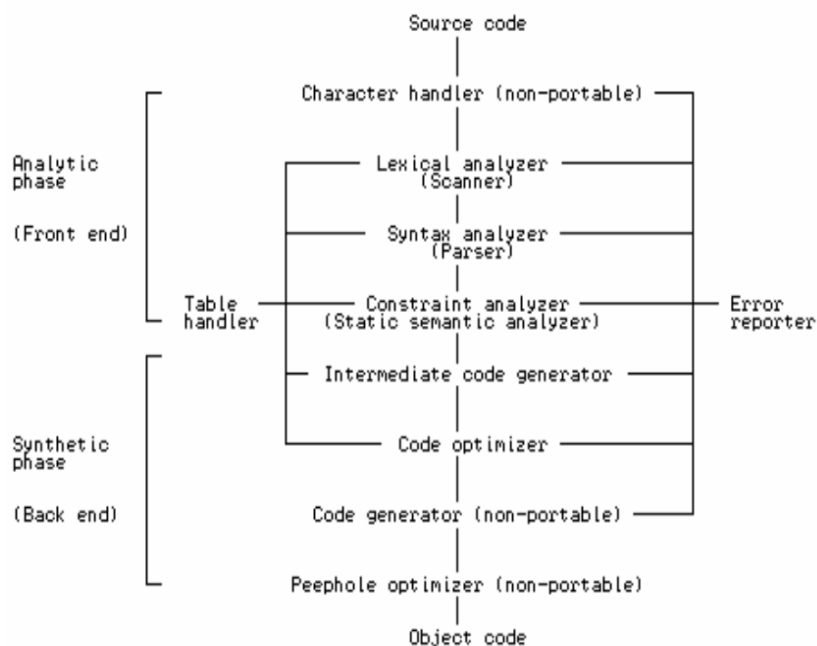 Source code
Character handler (non-portable)
Analytic
phase
Lexical analyzer
(Scanner)
(Front end)
Syntax analyzer
(Parser)
Table
handler
Constraint analyzer
(Static semantic analyzer)
Error
reporter
Intermediate code generator
Synthetic
phase
Code optimizer
(Back end)
Code generator (non-portable)
Peephole optimizer (non-portable)
Object code